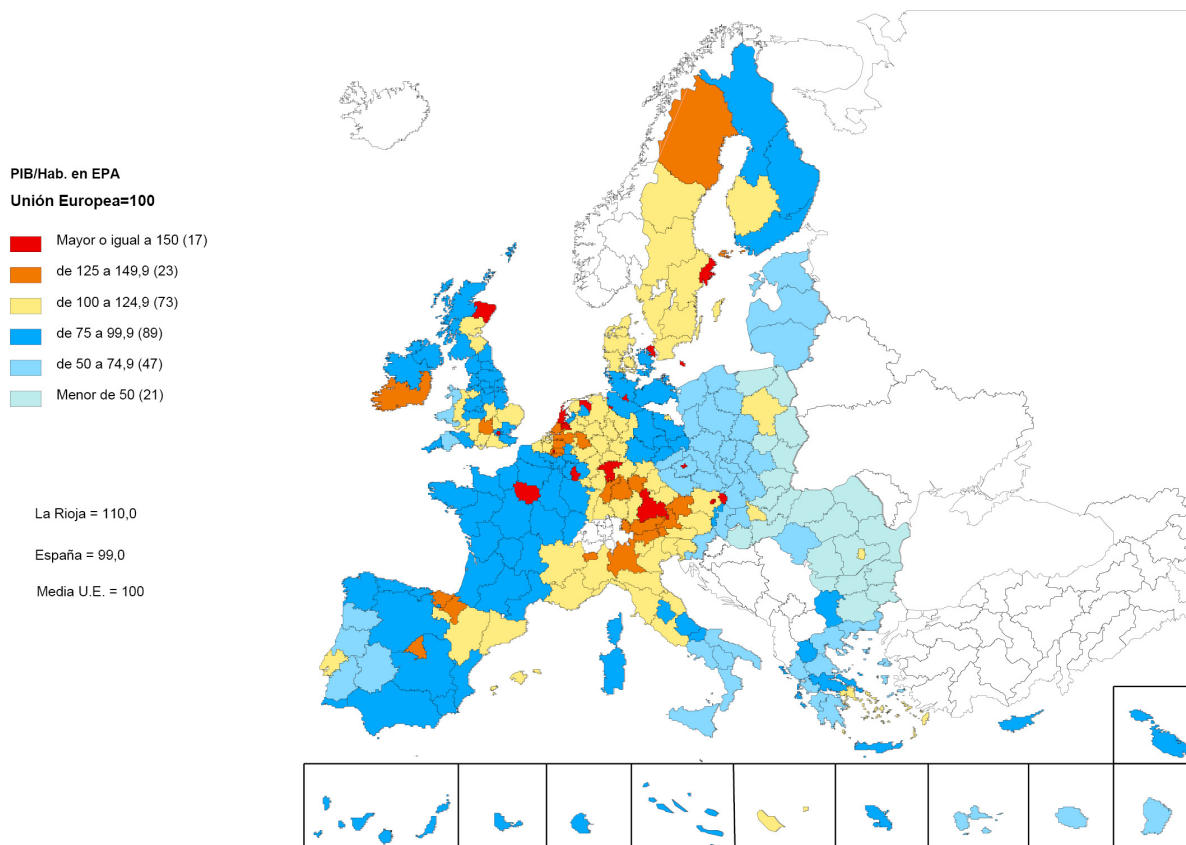 PIB/Hab. en EPA
Unión Europea=100
Mayor o igual a 150 (17)
de 125 a 149,9 (23)
de 100 a 124,9 (73)
de 75 a 99,9 (89)
de 50 a 74,9 (47)
Menor de 50 (21)
La Rioja = 110,0
España = 99,0
Media U.E. = 100